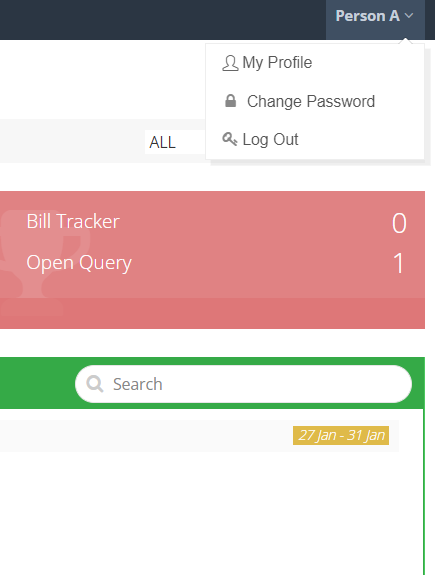 Person A
My Profile
Change Password
Log Out
ALL
Bill Tracker 0
Open Query 1
Search
27 Jan - 31 Jan